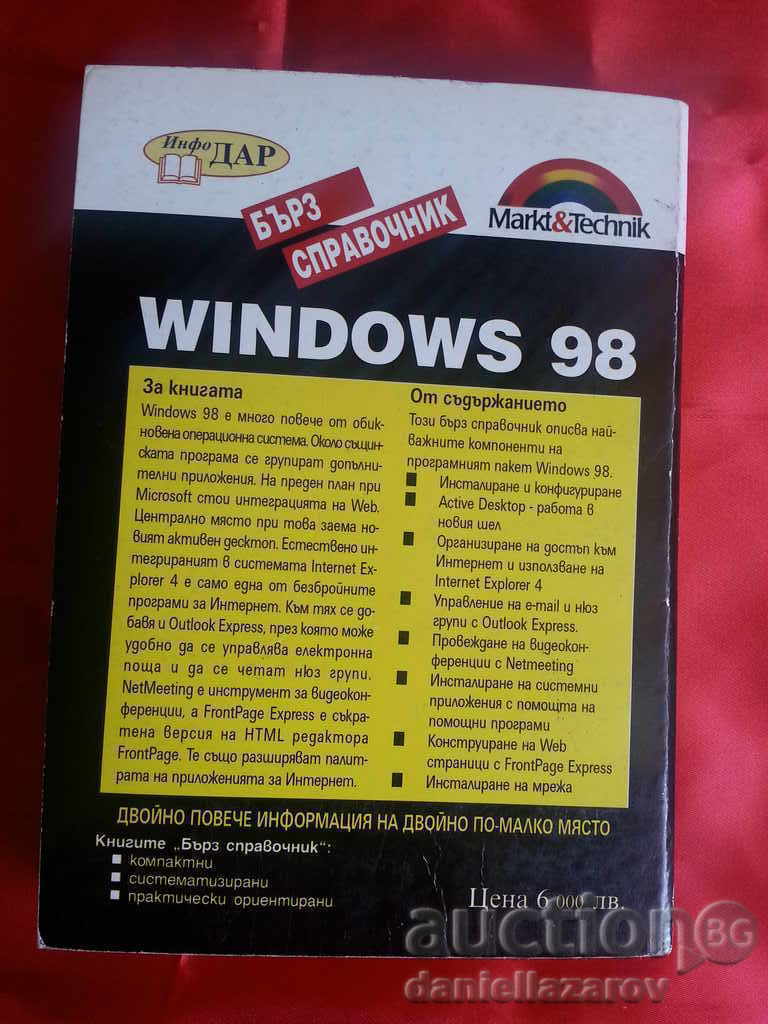 Инфо ДАР
БЪРЗ
СПРАВОЧНИК
Markt&Technik
WINDOWS 98
За книгата
Windows 98 е много повече от обик-
новена операционна система. Около същин-
ската програма се групират допълни-
телни приложения. На преден план при
Microsoft стои интеграцията на Web.
Централно място при това заема но-
вият активен десктоп. Естествено ин-
тегрираният в системата Internet Ex-
plorer 4 е само една от безбройните
програми за Интернет. Към тях се до-
бавя и Outlook Express, през която може
удобно да се управлява електронна
поща и да се четат нюз групи.
NetMeeting е инструмент за видеокон-
ференции, а FrontPage Express е съкра-
тена версия на HTML редактора
FrontPage. Те също разширяват палит-
рата на приложенията за Интернет.
От съдържанието
Този бърз справочник описва най-
важните компоненти на
програмният пакет Windows 98.
■ Инсталиране и конфигуриране
■ Active Desktop - работа в
новия шел
■ Организиране на достъп към
Интернет и използване на
Internet Explorer 4
■ Управление на e-mail и нюз
групи с Outlook Express.
■ Провеждане на видеокон-
ференции с Netmeeting
■ Инсталиране на системни
приложения с помощта на
помощни програми
■ Конструиране на Web
страници с FrontPage Express
■ Инсталиране на мрежа
ДВОЙНО ПОВЕЧЕ ИНФОРМАЦИЯ НА ДВОЙНО ПО-МАЛКО МЯСТО
Книгите „Бърз справочник":
■ компактни
■ систематизирани
■ практически ориентирани
Цена 6 000 лв.
auction BG
daniellazarov